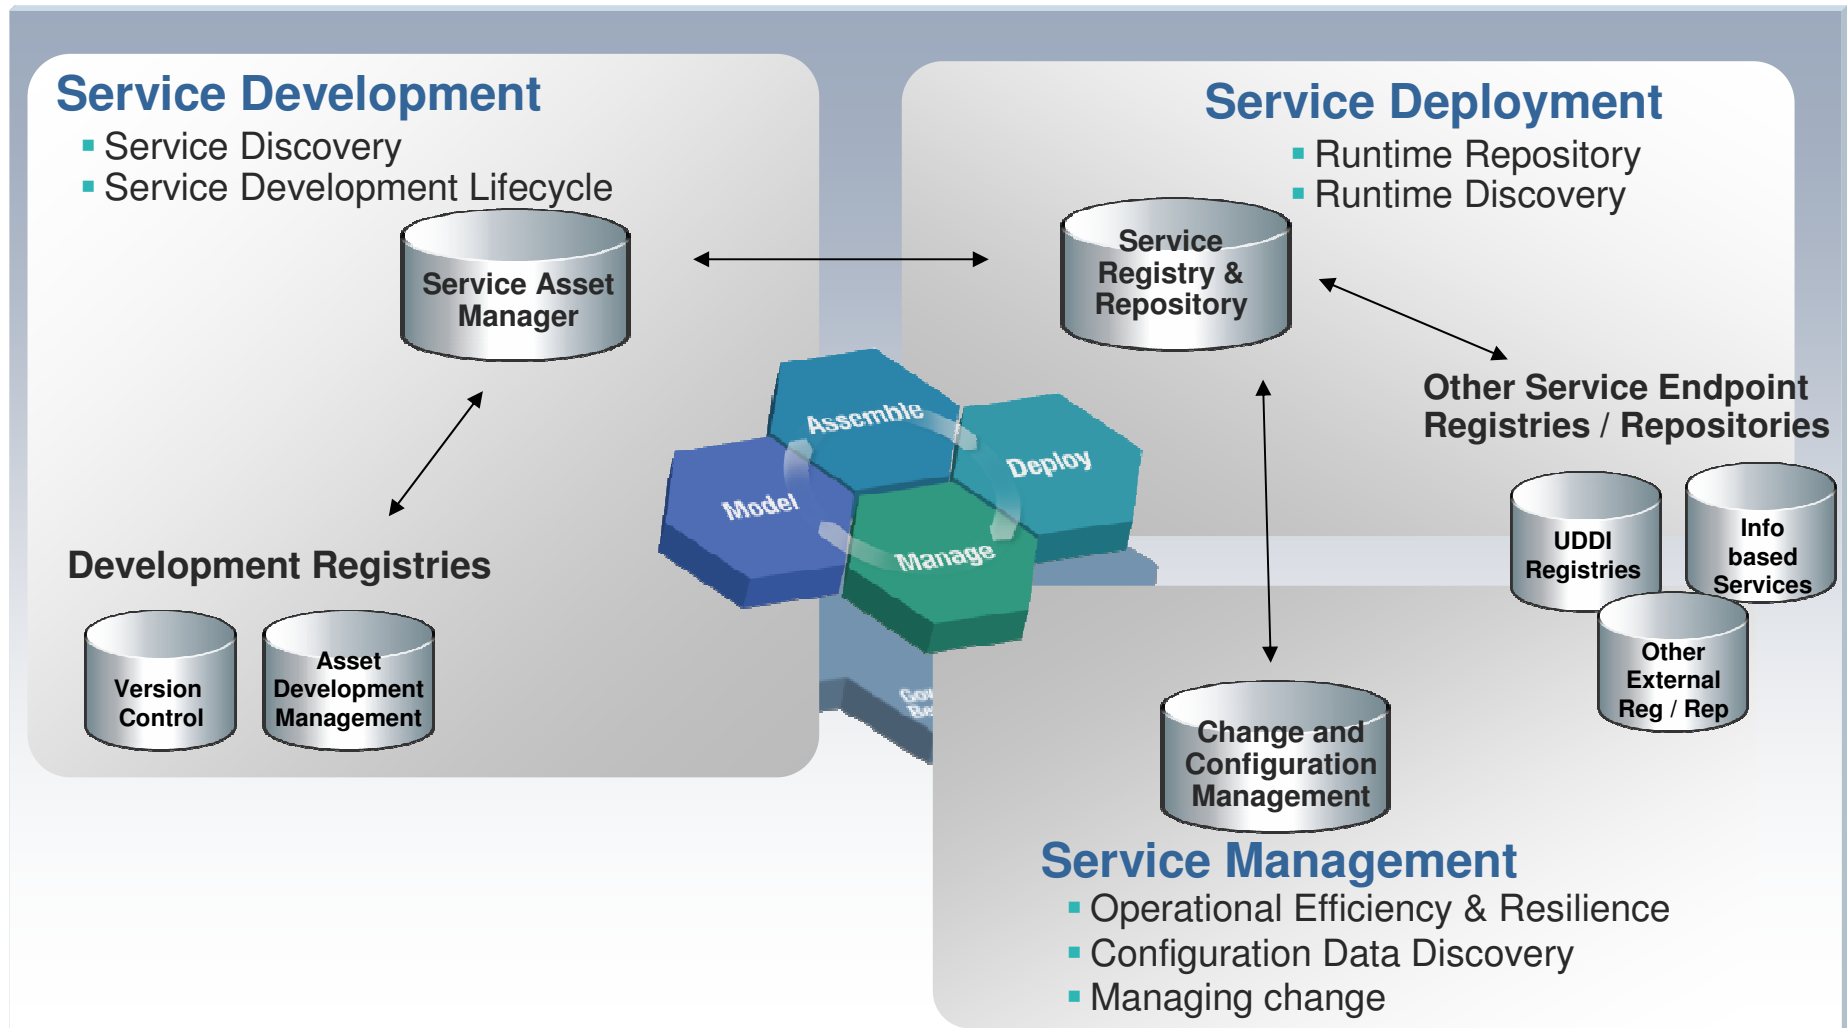 Service Development
Service Discovery
Service Development Lifecycle
Service Asset
Manager
Development Registries
Version
Control
Asset
Development
Management
Service Deployment
Runtime Repository
Runtime Discovery
Service
Registry &
Repository
Other Service Endpoint
Registries / Repositories
UDDI
Registries
Info
based
Services
Other
External
Reg / Rep
Assemble
Deploy
Model
Manage
Change and
Configuration
Management
Service Management
Operational Efficiency & Resilience
Configuration Data Discovery
Managing change